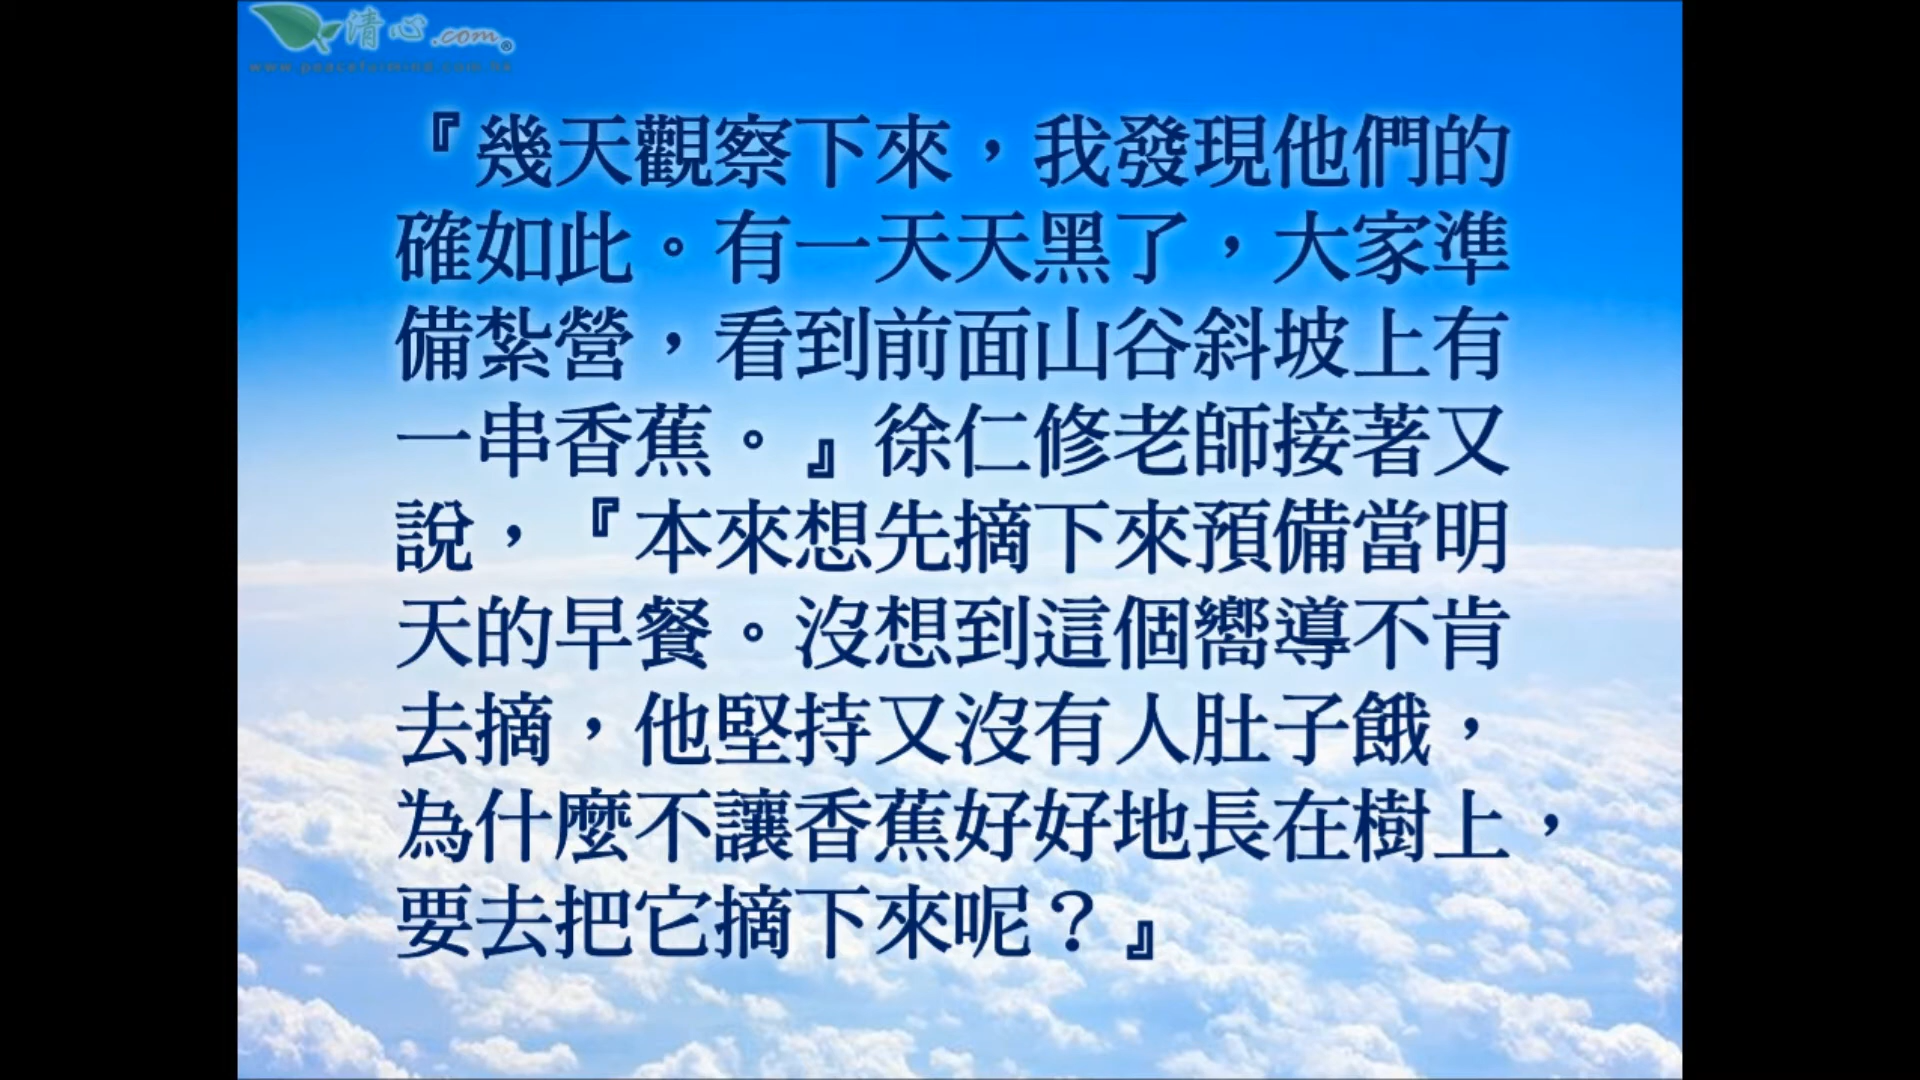 清心.com®
www.peacefulmind.com.hk
『幾天觀察下來，我發現他們的
確如此。有一天天黑了，大家準
備紮營，看到前面山谷斜坡上有
一串香蕉。』徐仁修老師接著又
說，『本來想先摘下來預備當明
天的早餐。沒想到這個嚮導不肯
去摘，他堅持又沒有人肚子餓，
為什麼不讓香蕉好好地長在樹上，
要去把它摘下來呢？』